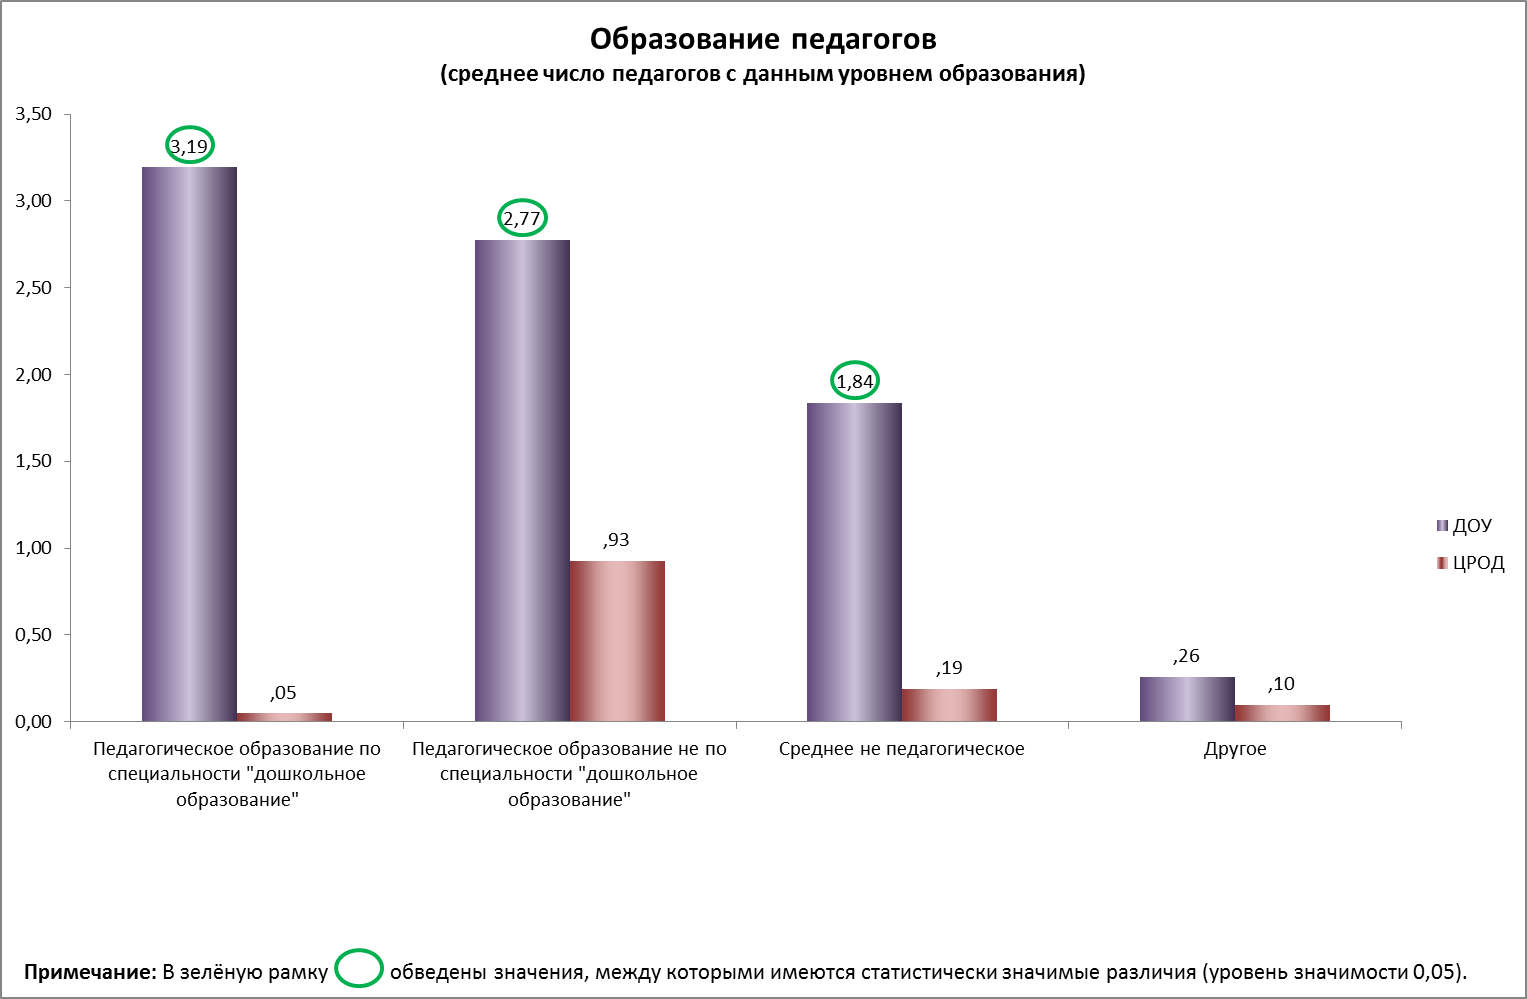 Образование педагогов
(среднее число педагогов с данным уровнем образования)
3,50
3,00
2,50
2,00
1,50
1,00
0,50
0,00
3,19
,05
2,77
,93
1,84
,19
,26
,10
Педагогическое образование по
специальности "дошкольное
образование"
Педагогическое образование не по
специальности "дошкольное
образование"
Среднее не педагогическое
Другое
ДОУ
ЦРОД
Примечание: В зелёную рамку обведены значения, между которыми имеются статистически значимые различия (уровень значимости 0,05).